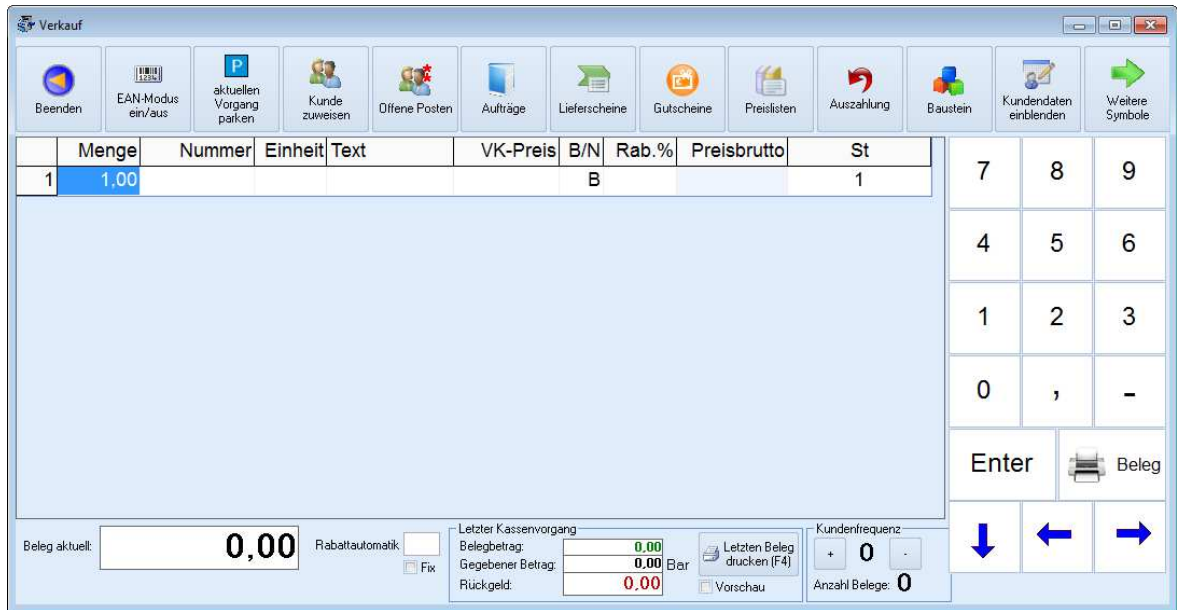 Verkauf
Beenden
EAN-Modus
ein/aus
P
aktuellen
Vorgang
parken
Kunde
zuweisen
Offene Posten
Aufträge
Lieferscheine
Gutscheine
Preislisten
Auszahlung
Baustein
Kundendaten
einblenden
Weitere
Symbole
Menge Nummer Einheit Text VK-Preis B/N Rab.% Preisbrutto St
1 1,00 B 1
7 8 9
4 5 6
1 2 3
0 , -
Enter Beleg
Beleg aktuell: 0,00
Rabattautomatik
Fix
Letzter Kassenvorgang
Belegbetrag: 0,00
Gegebener Betrag: 0,00 Bar
Rückgeld: 0,00
Letzten Beleg
drucken (F4)
Vorschau
Kundenfrequenz
+ 0 -
Anzahl Belege: 0